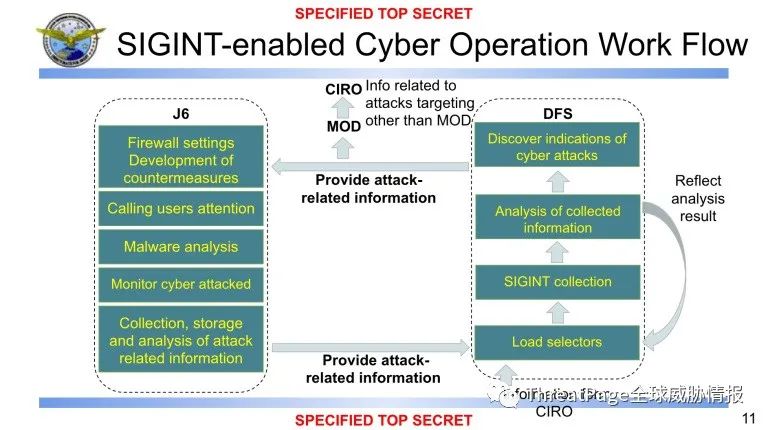 SPECIFIED TOP SECRET
SIGINT-enabled Cyber Operation Work Flow
CIRO
Info related to
attacks targeting
other than MOD
MOD
J6
Firewall settings
Development of
countermeasures
Calling users attention
Malware analysis
Monitor cyber attacked
Collection, storage
and analysis of attack
related information
Provide attack-
related information
Provide attack-
related information
DFS
Discover indications of
cyber attacks
Analysis of collected
information
SIGINT collection
Load selectors
Reflect
analysis
result
CIRO
ThreatPage全球威胁情报
SPECIFIED TOP SECRET
11